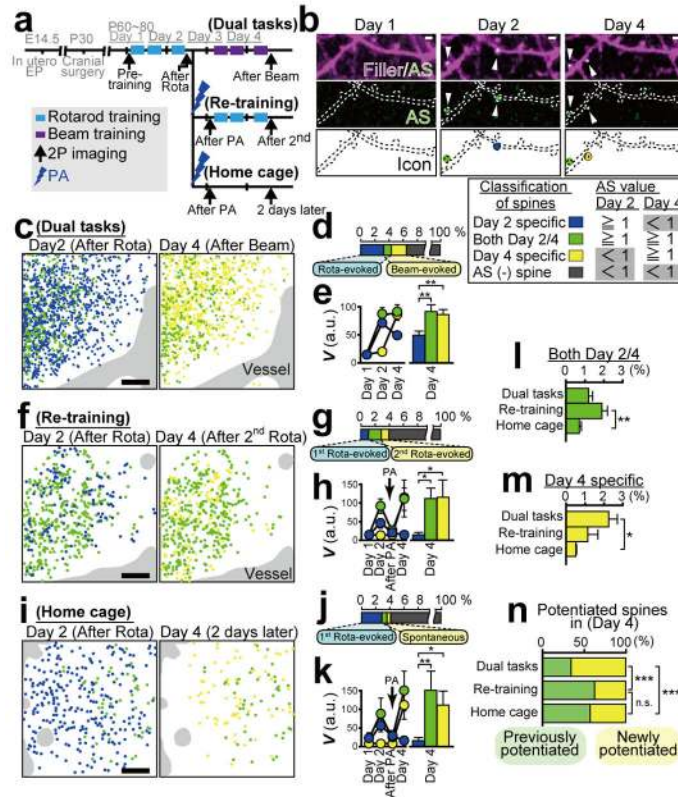 a
P60~80
(Dual tasks)
E14.5
P30
Day 1
Day 2
Day 3
Day 4
In utero
EP
Cranial
surgery
Pre-
training
After
Rota
After Beam
Rotarod training
Beam training
2P imaging
PA
(Re-training)
After PA
After 2nd
(Home cage)
After PA
2 days later
b
Day 1
Day 2
Day 4
Filler/AS
AS
Icon
Classification
of spines
AS value
Day 2
Day 4
Day 2 specific
≧ 1
< 1
Both Day 2/4
≧ 1
≧ 1
Day 4 specific
< 1
≧ 1
AS (-) spine
< 1
< 1
c
(Dual tasks)
Day2 (After Rota)
Day 4 (After Beam)
Vessel
d
0 2 4 6 8 100 %
Rota-evoked
Beam-evoked
e
V (a.u.)
100
50
0
**
**
Day 1
Day 2
Day 4
Day 4
f
(Re-training)
Day 2 (After Rota)
Day 4 (After 2nd Rota)
Vessel
g
0 2 4 6 8 100 %
1st Rota-evoked
2nd Rota-evoked
h
V (a.u.)
150
100
50
0
PA
*
*
Day 1
Day 2
After PA
Day 4
Day 4
i
(Home cage)
Day 2 (After Rota)
Day 4 (2 days later)
j
0 2 4 6 8 100 %
1st Rota-evoked
Spontaneous
k
V (a.u.)
150
100
50
0
PA
*
**
Day 1
Day 2
After PA
Day 4
Day 4
l
Both Day 2/4
0 1 2 3 (%)
Dual tasks
Re-training
Home cage
**
m
Day 4 specific
0 1 2 3 (%)
Dual tasks
Re-training
Home cage
*
n
Potentiated spines
in (Day 4)
0 50 100 (%)
Dual tasks
Re-training
Home cage
***
n.s.
***
Previously
potentiated
Newly
potentiated